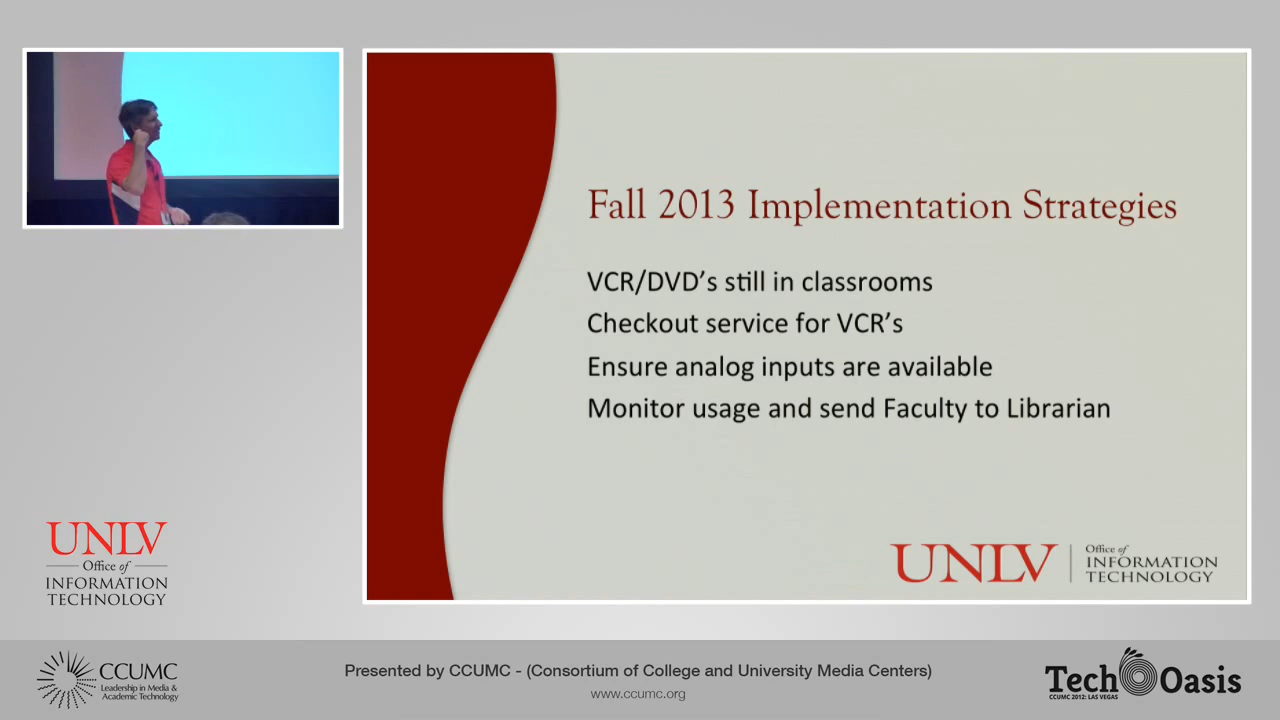 Fall 2013 Implementation Strategies
VCR/DVD's still in classrooms
Checkout service for VCR's
Ensure analog inputs are available
Monitor usage and send Faculty to Librarian
UNLV
Office of
INFORMATION
TECHNOLOGY
UNLV
Office of
INFORMATION
TECHNOLOGY
CCUMC
Leadership in Media &
Academic Technology
Presented by CCUMC - (Consortium of College and University Media Centers)
www.ccumc.org
Tech Oasis
CCUMC 2012: LAS VEGAS